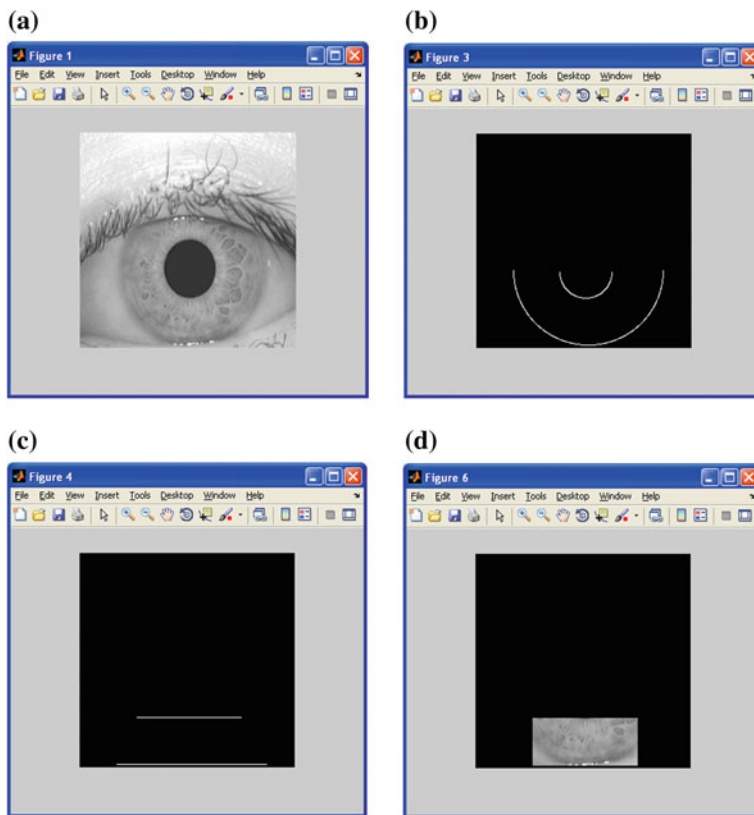 (a)
Figure 1
File Edit View Insert Tools Desktop Window Help
(b)
Figure 3
File Edit View Insert Tools Desktop Window Help
(c)
Figure 4
File Edit View Insert Tools Desktop Window Help
(d)
Figure 6
File Edit View Insert Tools Desktop Window Help